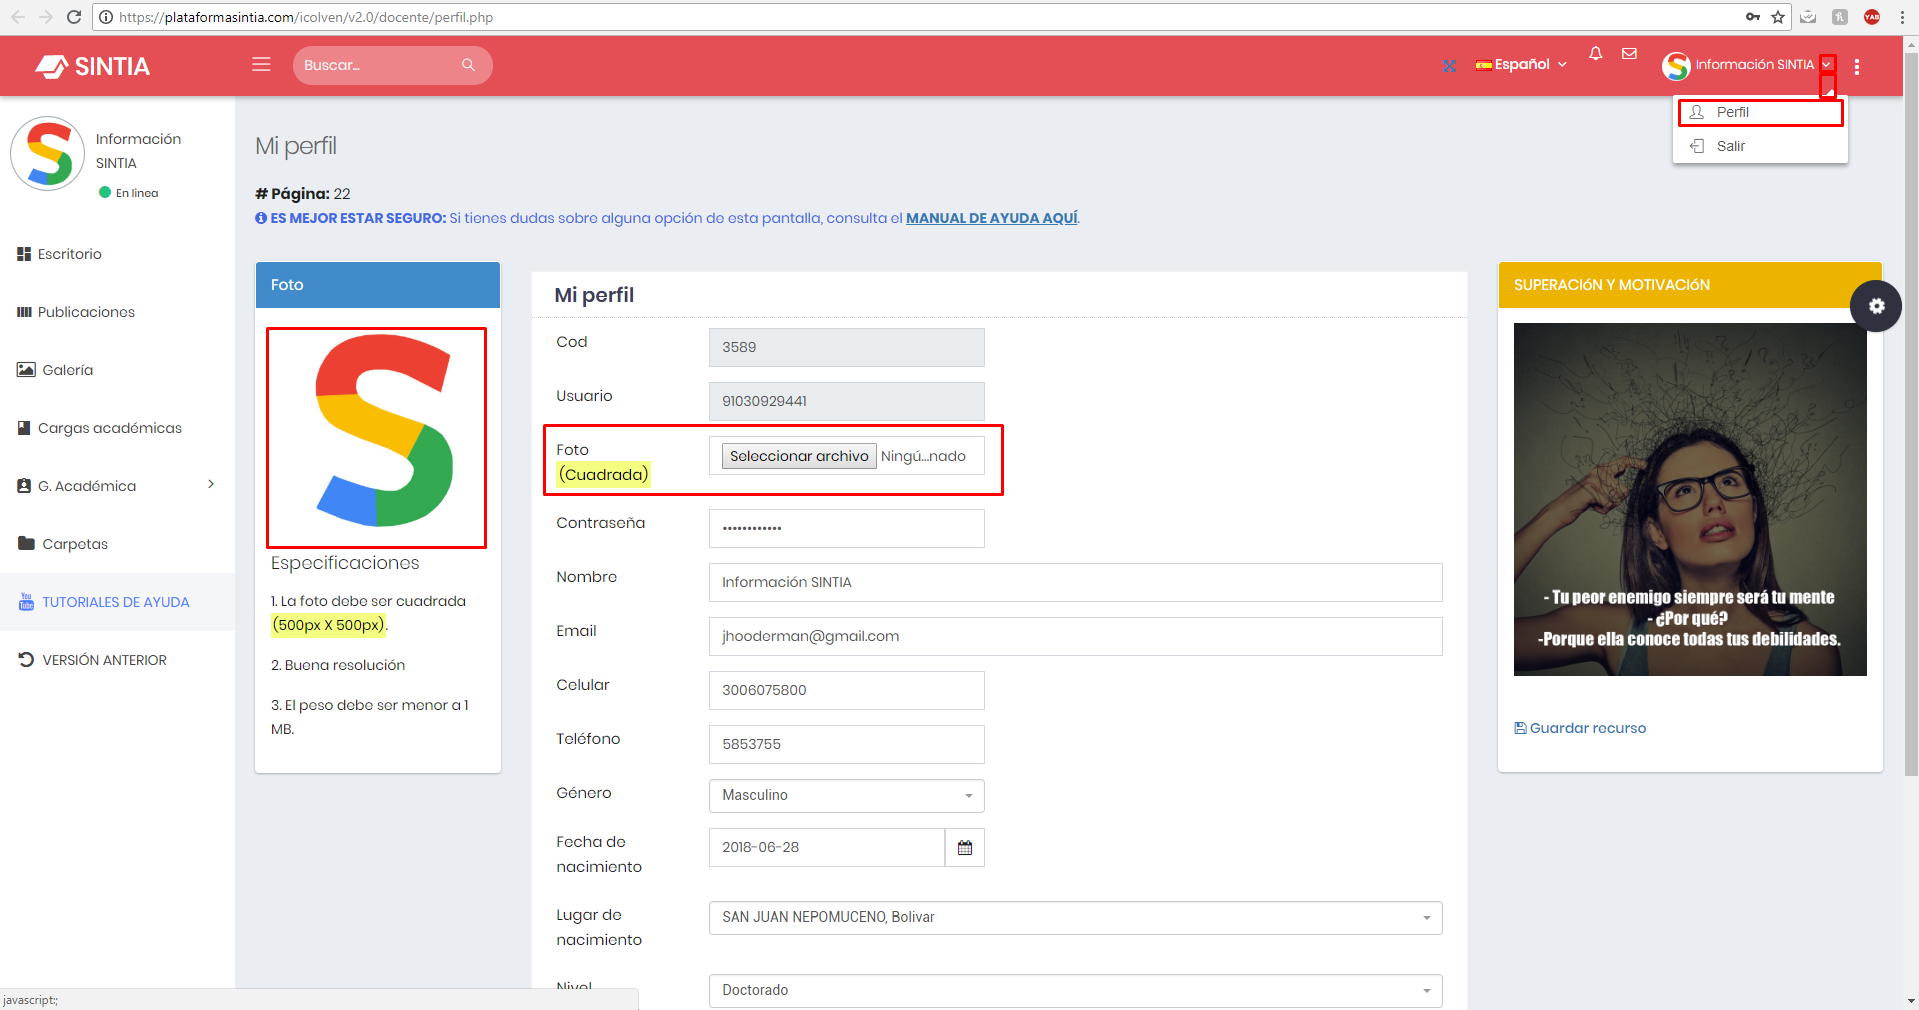 https://plataformasintia.com/icolven/v2.0/docente/perfil.php
YAB
SINTIA
Buscar...
Español
Información SINTIA
Perfil
Salir
Información
SINTIA
En linea
Escritorio
Publicaciones
Galería
Cargas académicas
G. Académica
Carpetas
You
Tube
TUTORIALES DE AYUDA
VERSIÓN ANTERIOR
Mi perfil
# Página: 22
ES MEJOR ESTAR SEGURO: Si tienes dudas sobre alguna opción de esta pantalla, consulta el MANUAL DE AYUDA AQUÍ.
Foto
Especificaciones
1. La foto debe ser cuadrada
(500px X 500px).
2. Buena resolución
3. El peso debe ser menor a 1
MB.
Mi perfil
Cod
3589
Usuario
91030929441
Foto
(Cuadrada)
Seleccionar archivo Ningú...nado
Contraseña
••••••••••••
Nombre
Información SINTIA
Email
jhooderman@gmail.com
Celular
3006075800
Teléfono
5853755
Género
Masculino
Fecha de
nacimiento
2018-06-28
Lugar de
nacimiento
SAN JUAN NEPOMUCENO, Bolivar
Nivel
Doctorado
SUPERACIóN Y MOTIVACIóN
- Tu peor enemigo siempre será tu mente
- ¿Por qué?
-Porque ella conoce todas tus debilidades.
Guardar recurso
javascript:;